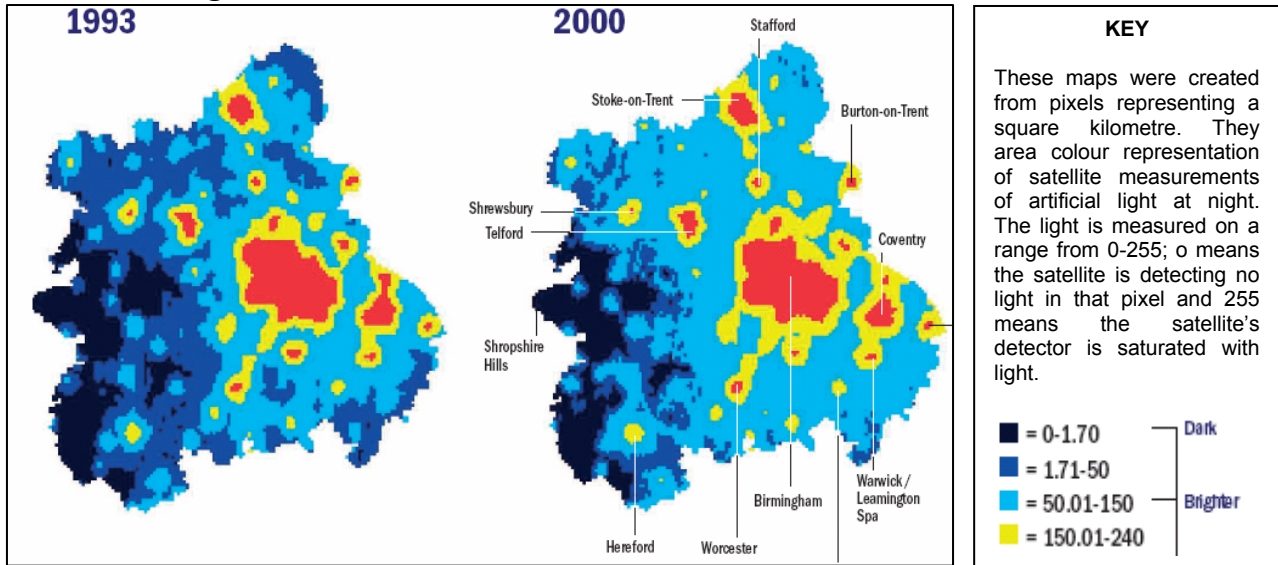 1993
2000
Stafford
Stoke-on-Trent
Burton-on-Trent
Shrewsbury
Telford
Coventry
Shropshire
Hills
Warwick /
Leamington
Spa
Birmingham
Hereford
Worcester
KEY
These maps were created
from pixels representing a
square kilometre. They
area colour representation
of satellite measurements
of artificial light at night.
The light is measured on a
range from 0-255; o means
the satellite is detecting no
light in that pixel and 255
means the satellite's
detector is saturated with
light.
= 0-1.70
Dark
= 1.71-50
= 50.01-150
Brighter
= 150.01-240